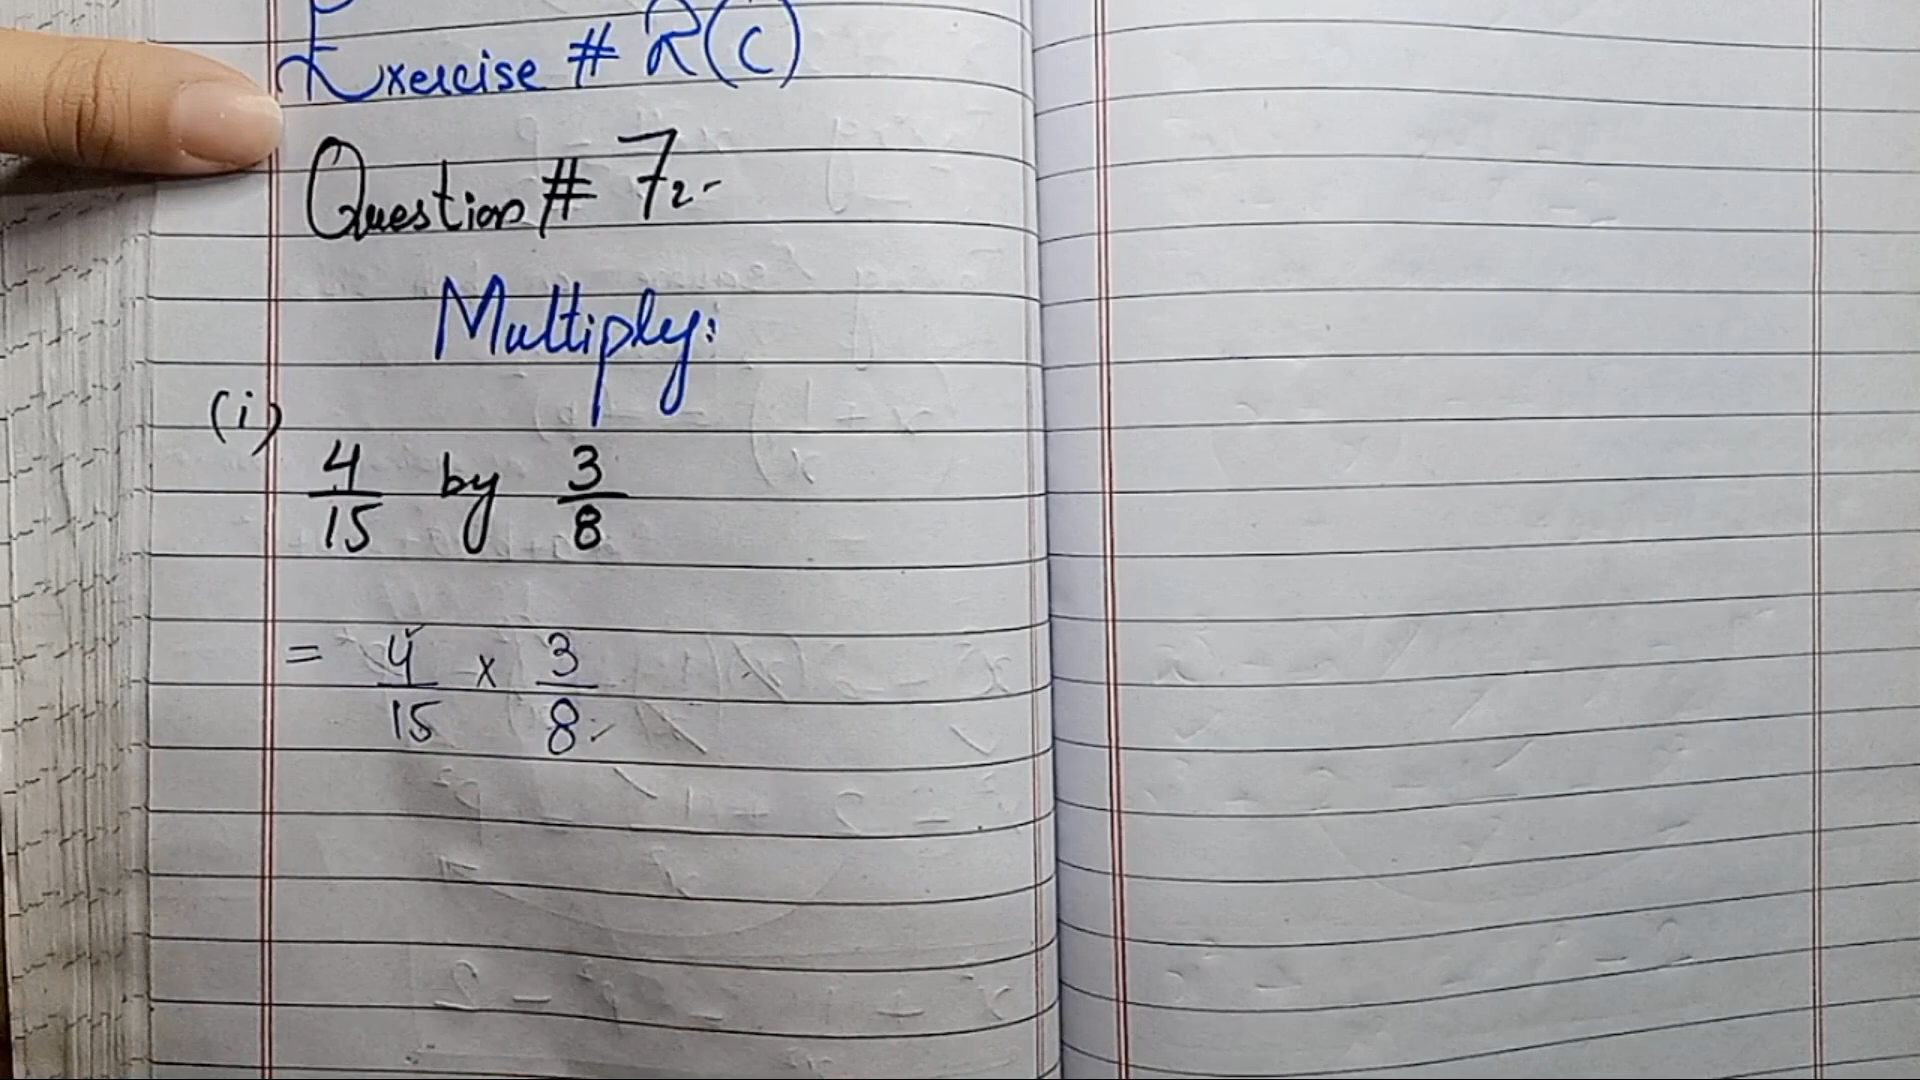 Exercise # R(C)
Question # 7:-
Multiply:
(i)
4/15 by 3/8
= 4/15 x 3/8